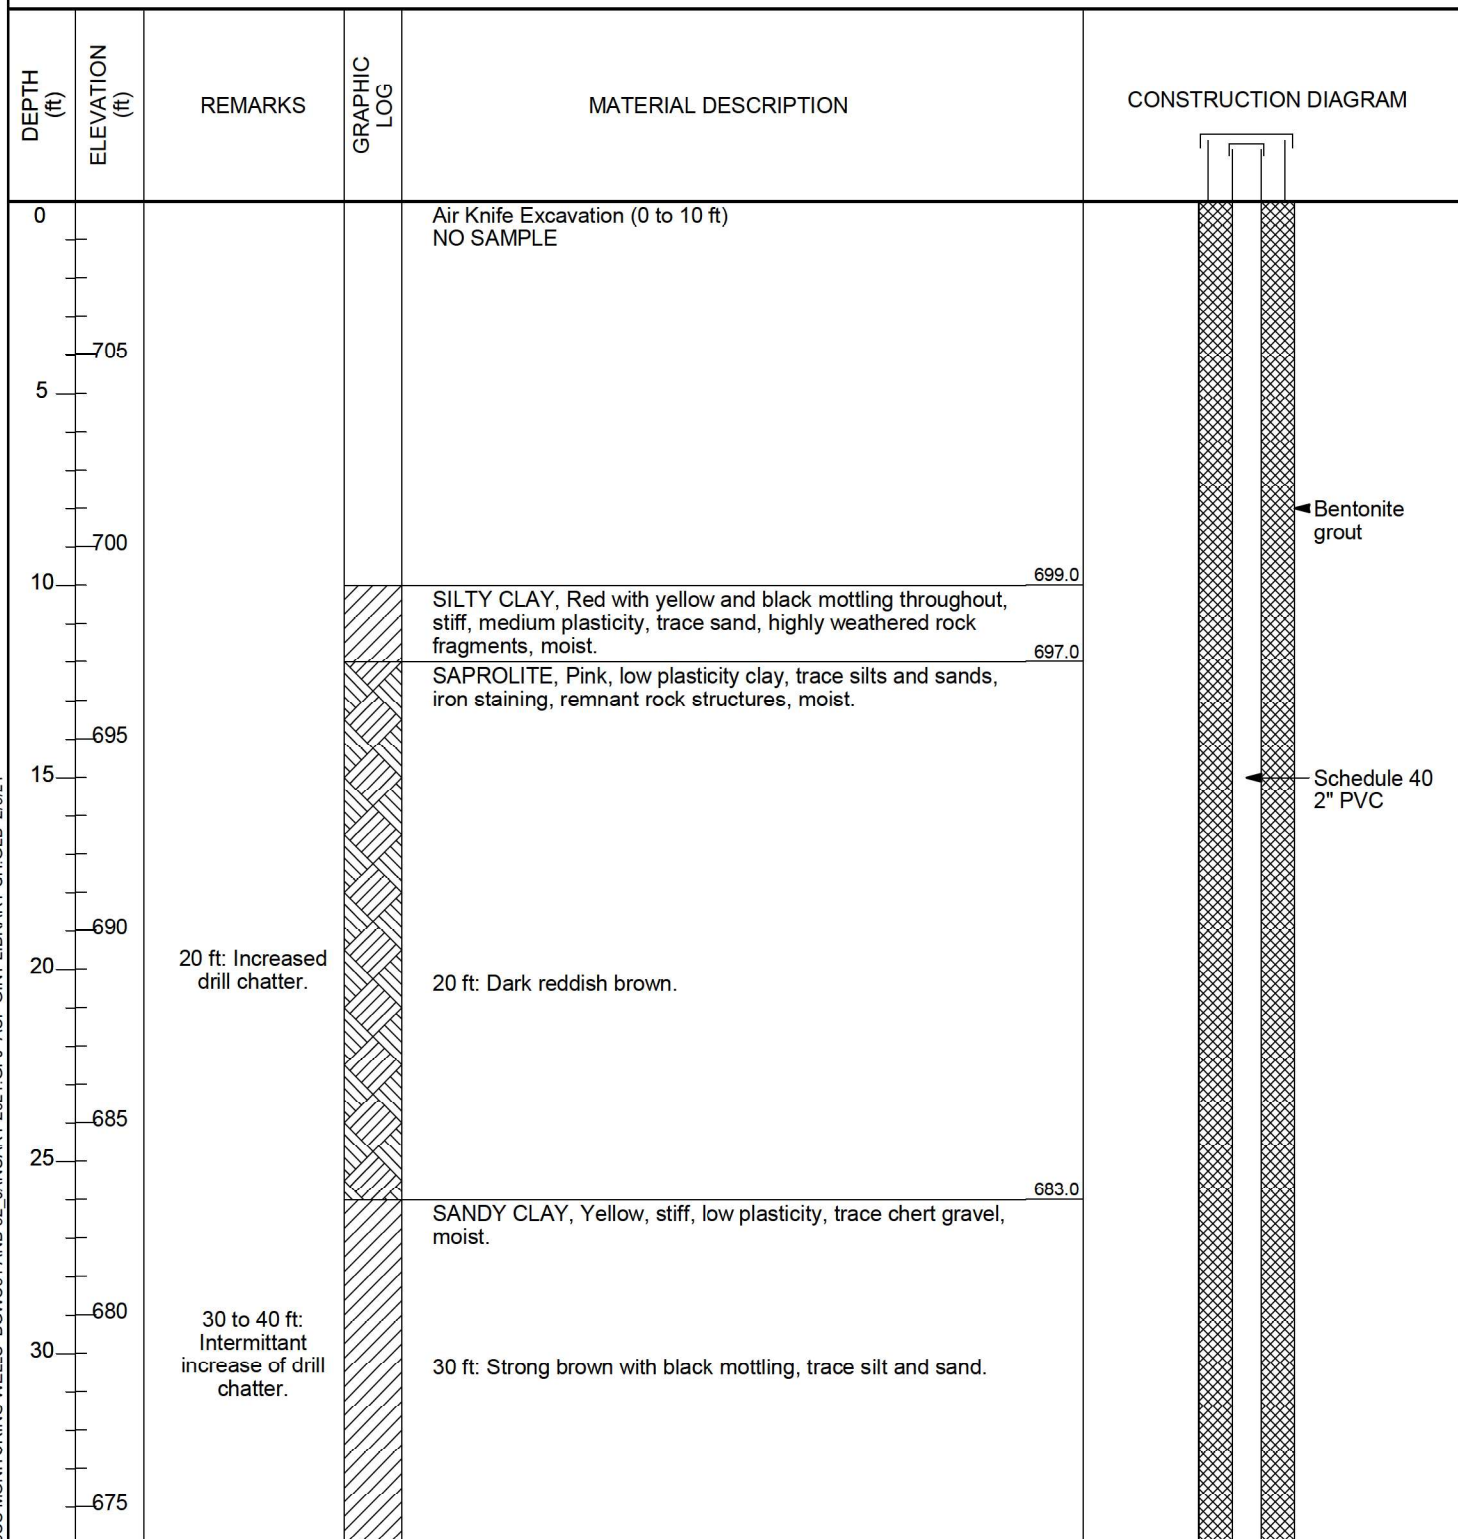 DEPTH
(ft)
ELEVATION
(ft)
REMARKS
GRAPHIC
LOG
MATERIAL DESCRIPTION
CONSTRUCTION DIAGRAM
0
Air Knife Excavation (0 to 10 ft)
NO SAMPLE
705
5
Bentonite
grout
700
10
699.0
SILTY CLAY, Red with yellow and black mottling throughout,
stiff, medium plasticity, trace sand, highly weathered rock
fragments, moist.
697.0
SAPROLITE, Pink, low plasticity clay, trace silts and sands,
iron staining, remnant rock structures, moist.
695
15
Schedule 40
2" PVC
690
20 ft: Increased
drill chatter.
20
20 ft: Dark reddish brown.
685
25
683.0
SANDY CLAY, Yellow, stiff, low plasticity, trace chert gravel,
moist.
680
30 to 40 ft:
Intermittant
increase of drill
chatter.
30
30 ft: Strong brown with black mottling, trace silt and sand.
675